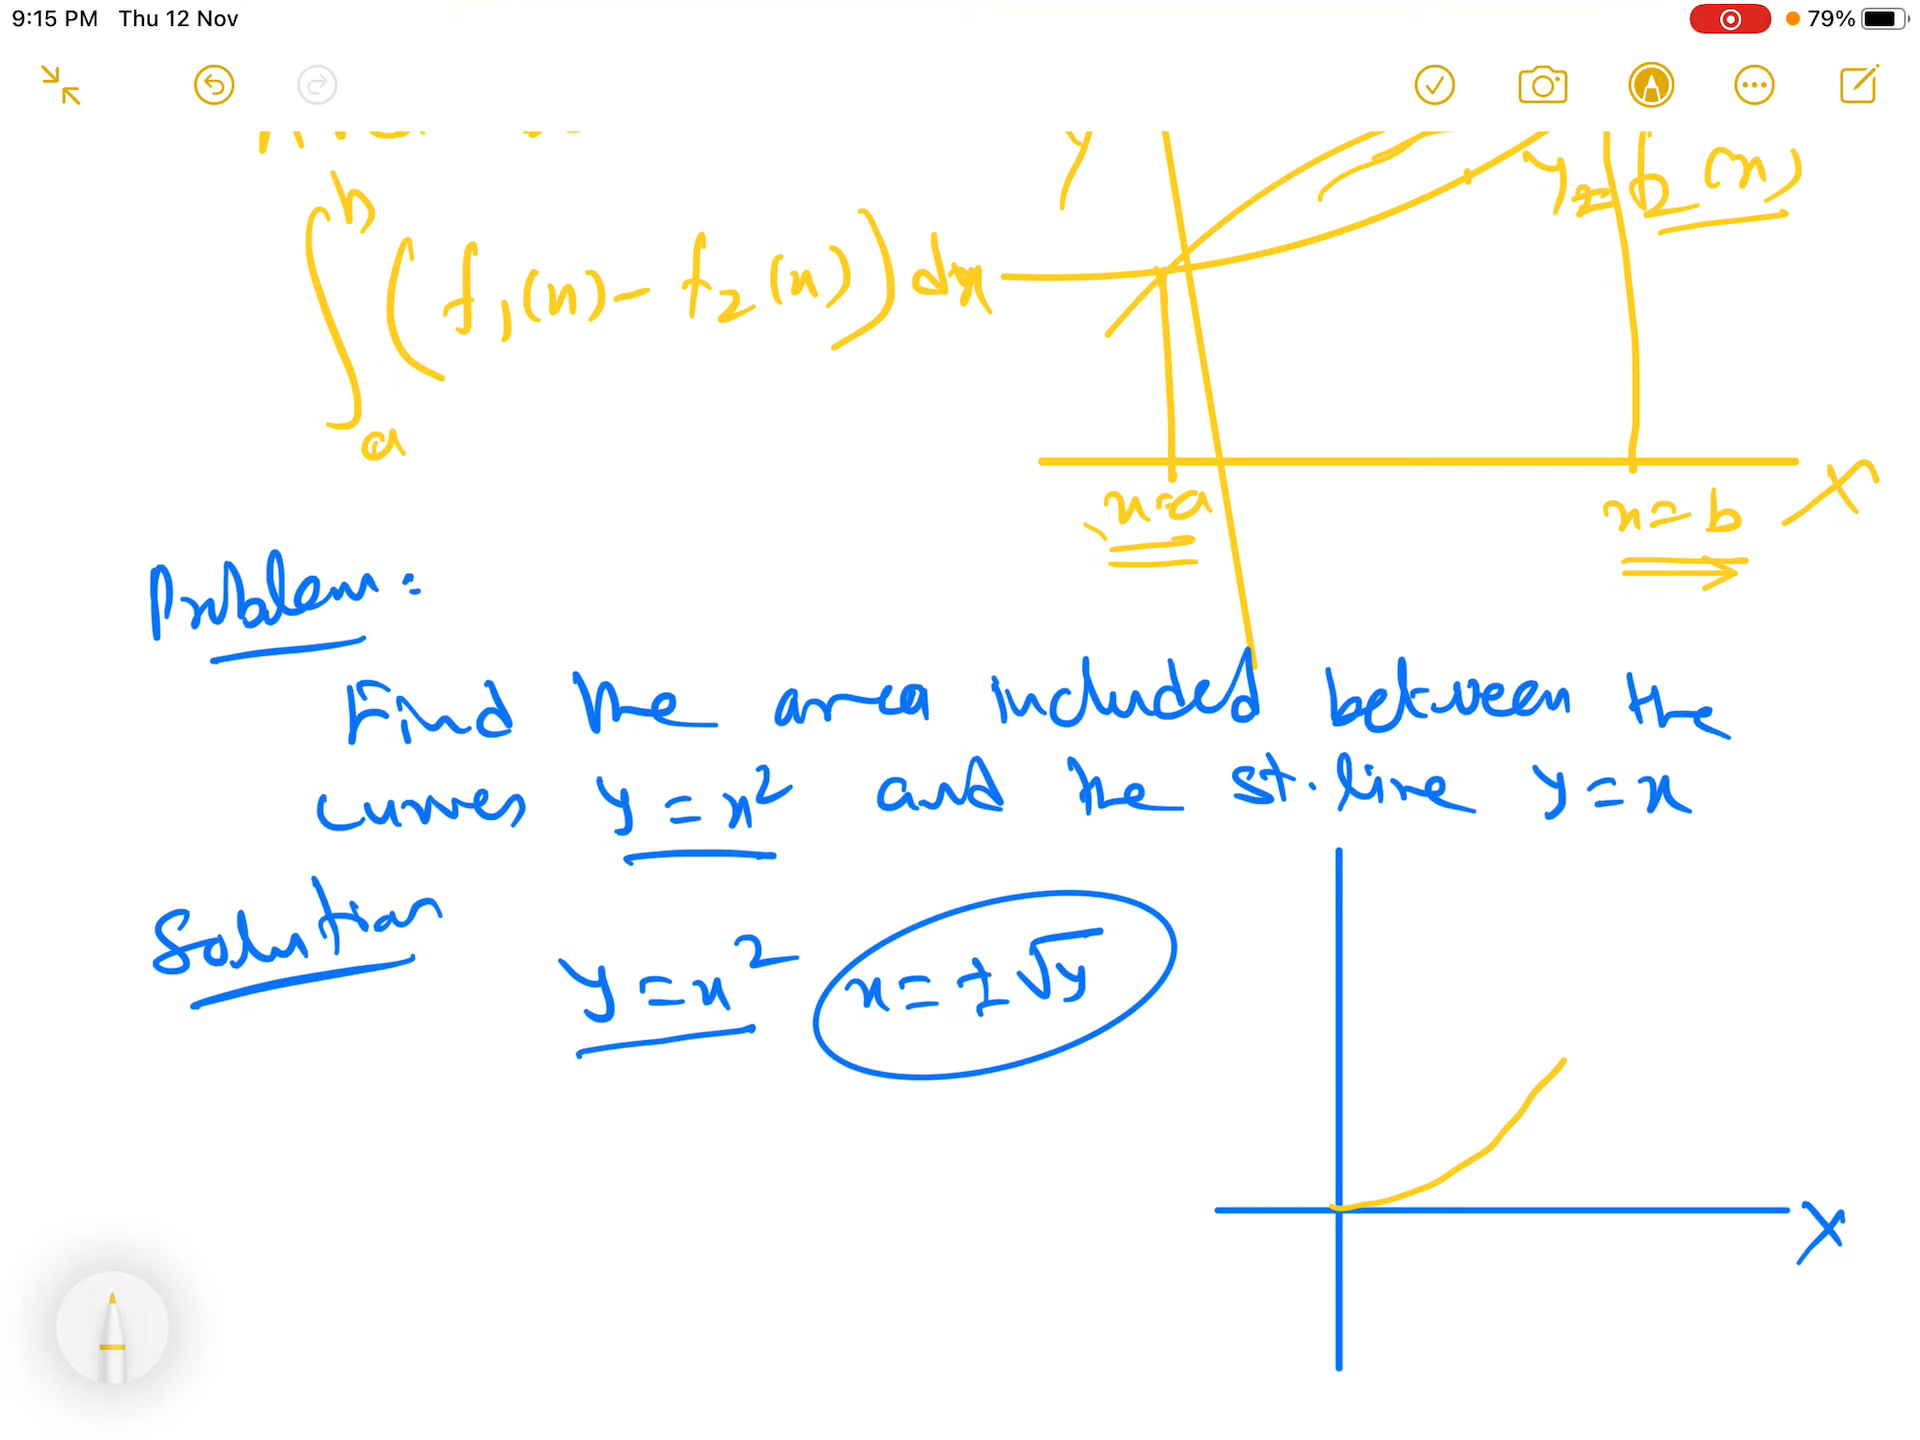 9:15 PM Thu 12 Nov 79%
y
y₂ = f₂ (x)
∫ₐᵇ (f₁(x) - f₂(x)) dx
x=a x=b X
Problem:
Find the area included between the
curves y = x² and the st. line y = x
Solution
y = x² x = ±√y
X